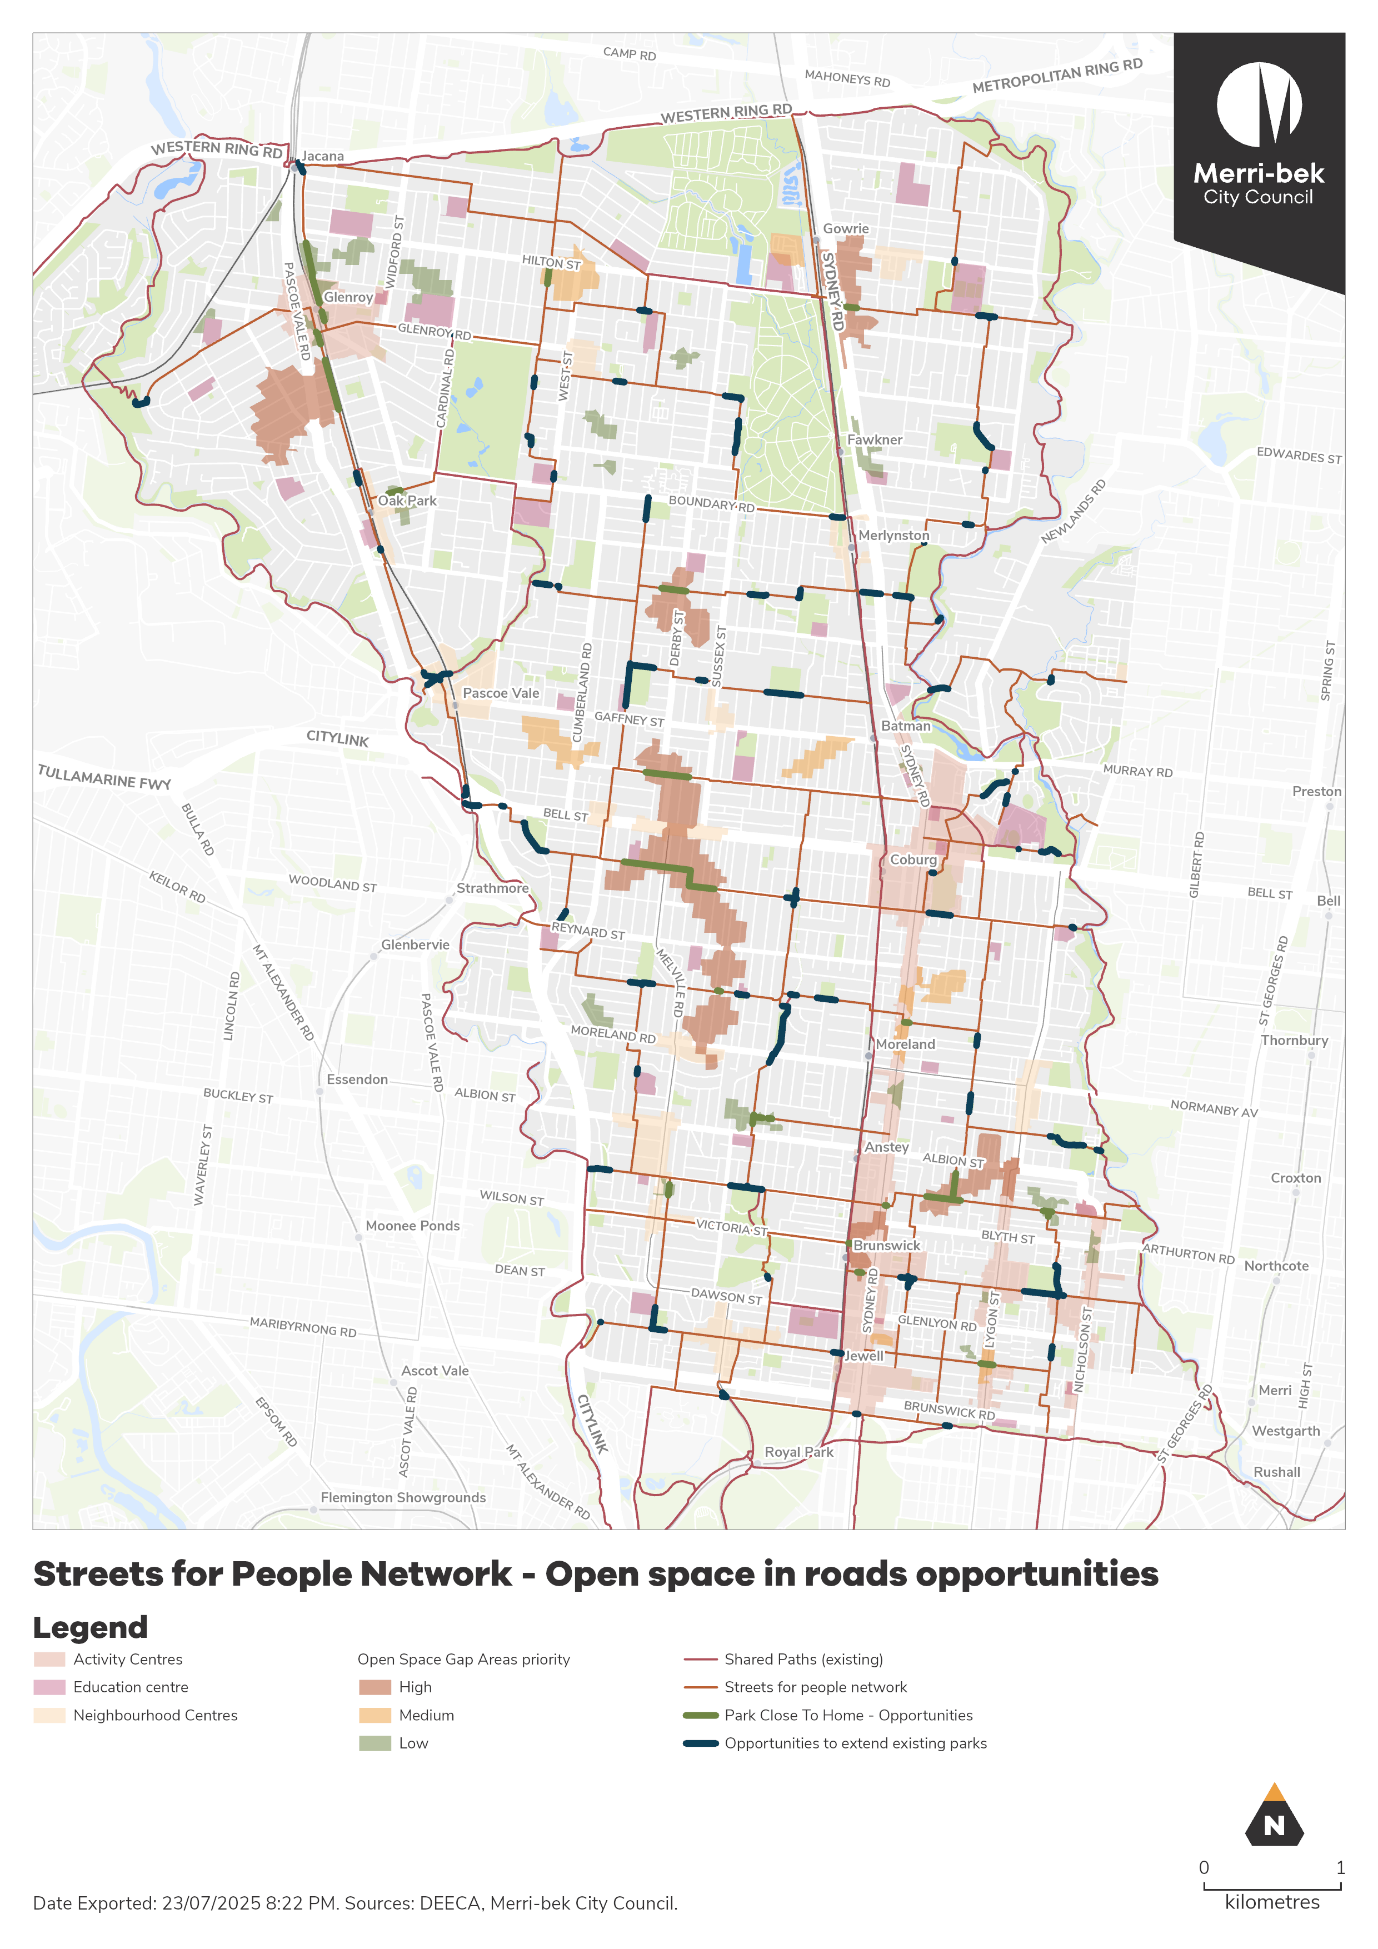 CAMP RD
MAHONEYS RD
METROPOLITAN RING RD
WESTERN RING RD
WESTERN RING RD
Jacana
Merri-bek
City Council
WIDFORD ST
Gowrie
HILTON ST
PASCOE VALE RD
SYDNEY RD
Glenroy
GLENROY RD
CARDINAL RD
WEST ST
Fawkner
EDWARDES ST
NEWLANDS RD
Oak Park
BOUNDARY RD
Merlynston
DERBY ST
SUSSEX ST
CUMBERLAND RD
SPRING ST
Pascoe Vale
GAFFNEY ST
Batman
CITYLINK
SYDNEY RD
TULLAMARINE FWY
MURRAY RD
Preston
BULLA RD
BELL ST
GILBERT RD
Coburg
KEILOR RD
WOODLAND ST
Strathmore
BELL ST
Bell
REYNARD ST
Glenbervie
MT ALEXANDER RD
MELVILLE RD
ST GEORGES RD
LINCOLN RD
PASCOE VALE RD
MORELAND RD
Moreland
Thornbury
Essendon
BUCKLEY ST
ALBION ST
NORMANBY AV
WAVERLEY ST
Anstey
ALBION ST
Croxton
WILSON ST
Moonee Ponds
VICTORIA ST
BLYTH ST
Brunswick
ARTHURTON RD
Northcote
DEAN ST
DAWSON ST
SYDNEY RD
GLENLYON RD
LYGON ST
NICHOLSON ST
MARIBYRNONG RD
Jewell
Ascot Vale
Merri
HIGH ST
EPSOM RD
ASCOT VALE RD
CITYLINK
BRUNSWICK RD
ST GEORGES RD
Westgarth
MT ALEXANDER RD
Royal Park
Rushall
Flemington Showgrounds
Streets for People Network - Open space in roads opportunities
Legend
Activity Centres
Education centre
Neighbourhood Centres
Open Space Gap Areas priority
High
Medium
Low
Shared Paths (existing)
Streets for people network
Park Close To Home - Opportunities
Opportunities to extend existing parks
N
0 1
kilometres
Date Exported: 23/07/2025 8:22 PM. Sources: DEECA, Merri-bek City Council.